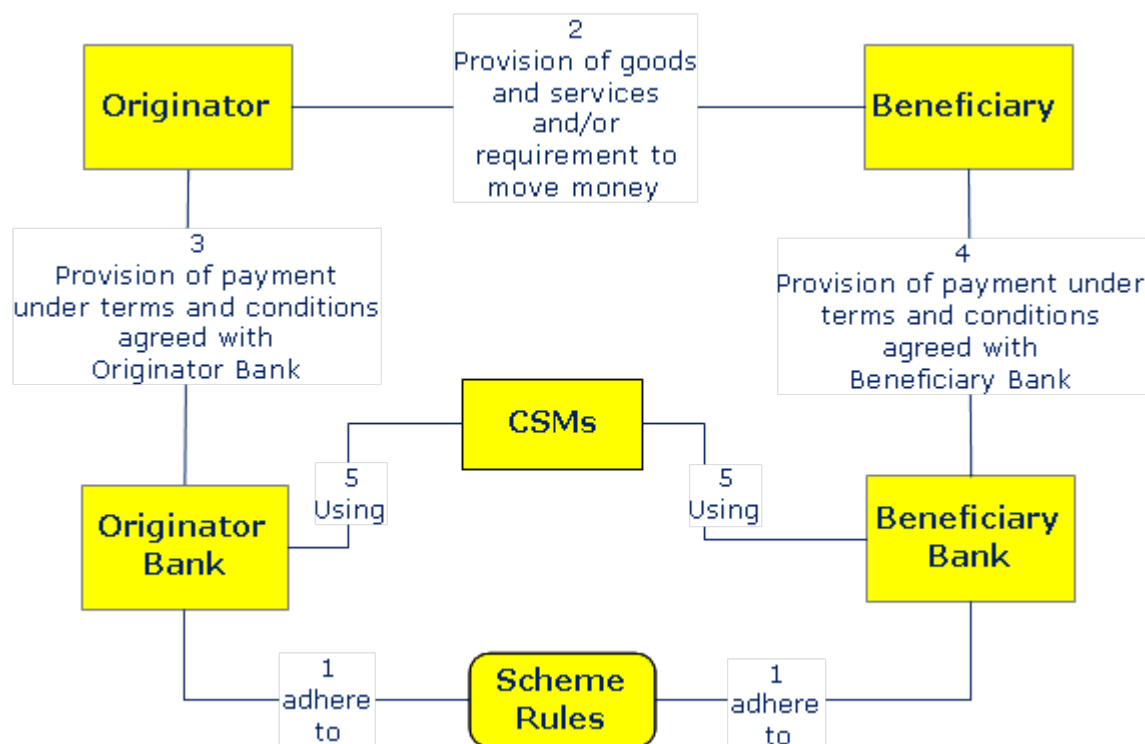 2
Provision of goods
and services
and/or
requirement to
move money
Originator
Beneficiary
3
Provision of payment
under terms and conditions
agreed with
Originator Bank
4
Provision of payment under
terms and conditions
agreed with
Beneficiary Bank
CSMs
5
Using
5
Using
Originator
Bank
Beneficiary
Bank
1
adhere
to
Scheme
Rules
1
adhere
to